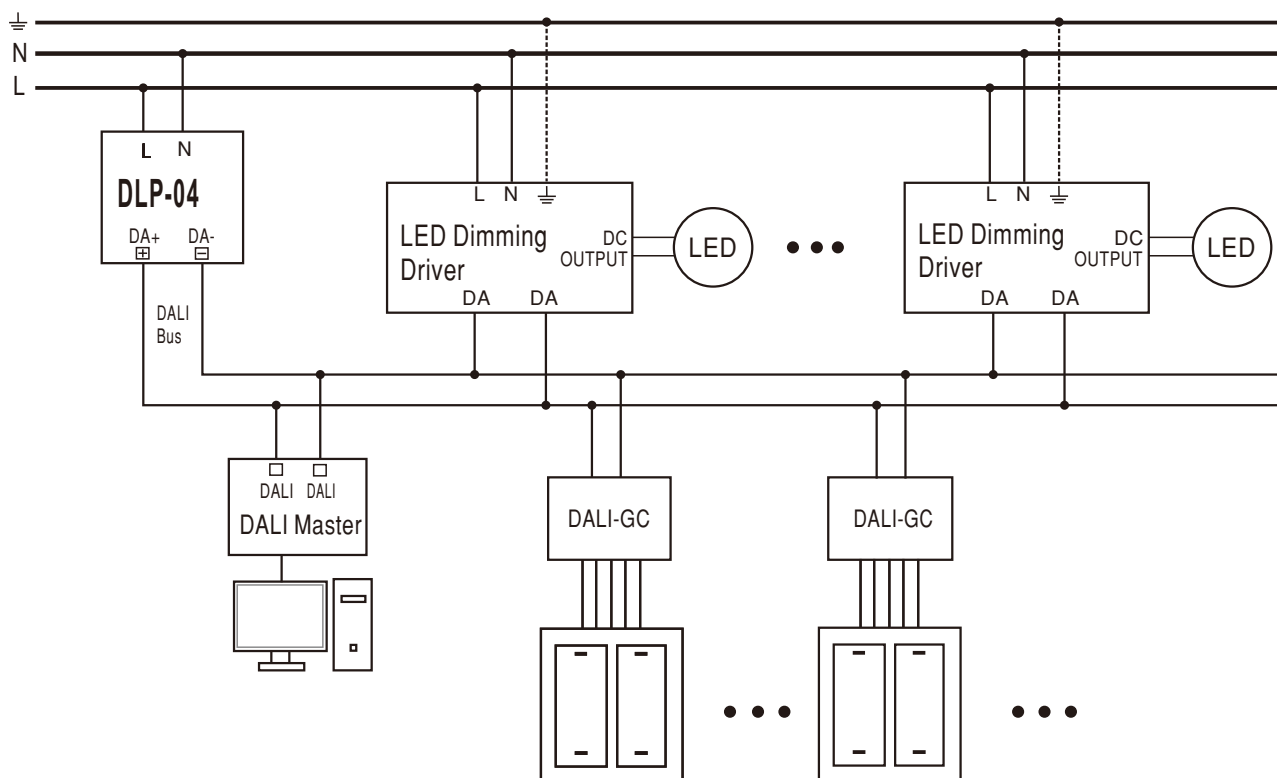 N
L
L N
DLP-04
DA+ DA-
DALI
Bus
L N
LED Dimming
Driver
DC
OUTPUT
DA DA
LED
L N
LED Dimming
Driver
DC
OUTPUT
DA DA
LED
DALI DALI
DALI Master
DALI-GC
DALI-GC